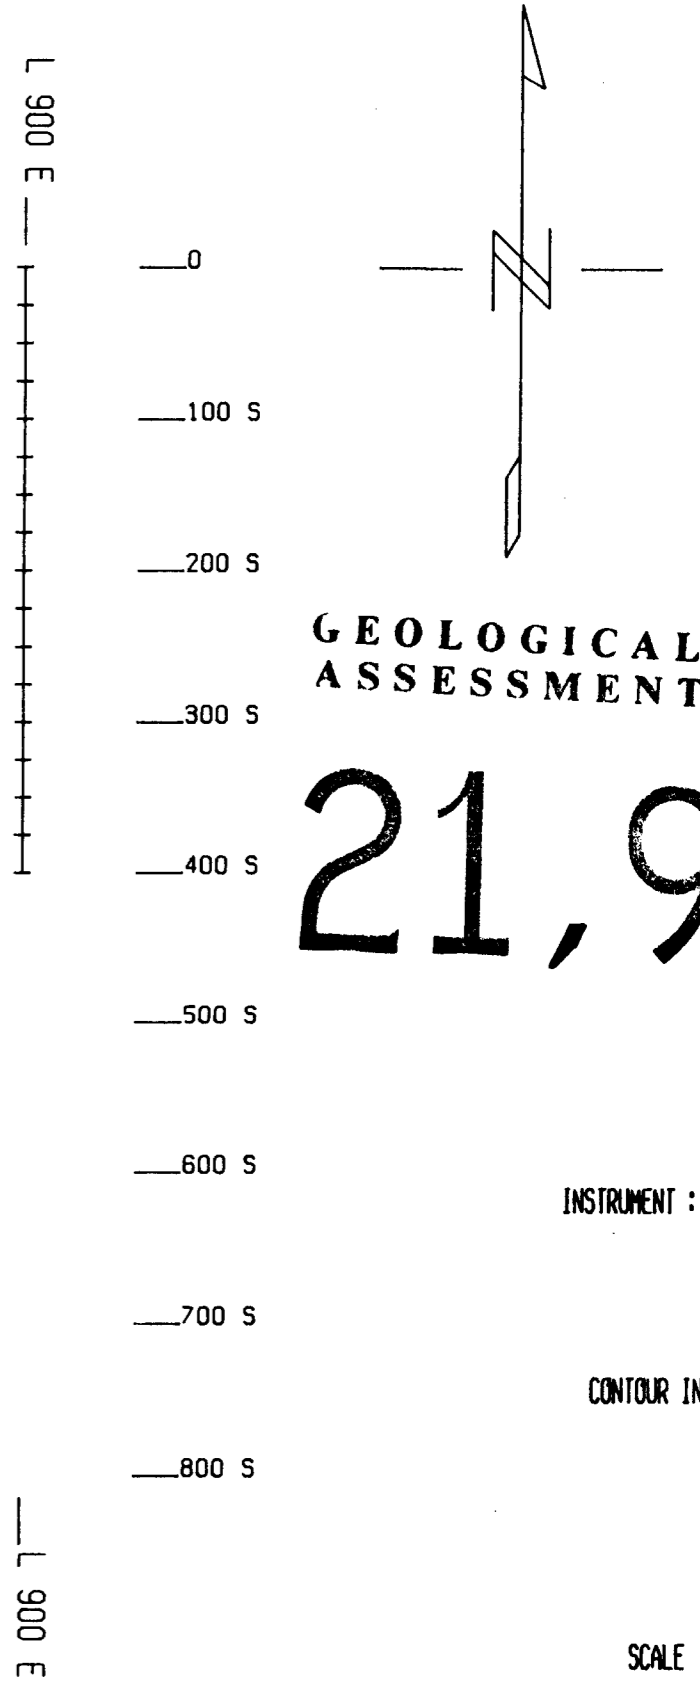 L 900 E
0
N
100 S
200 S
GEOLOGICAL
ASSESSMENT
300 S
21,9
400 S
500 S
600 S
INSTRUMENT :
700 S
CONTOUR IN
800 S
L 900 E
SCALE